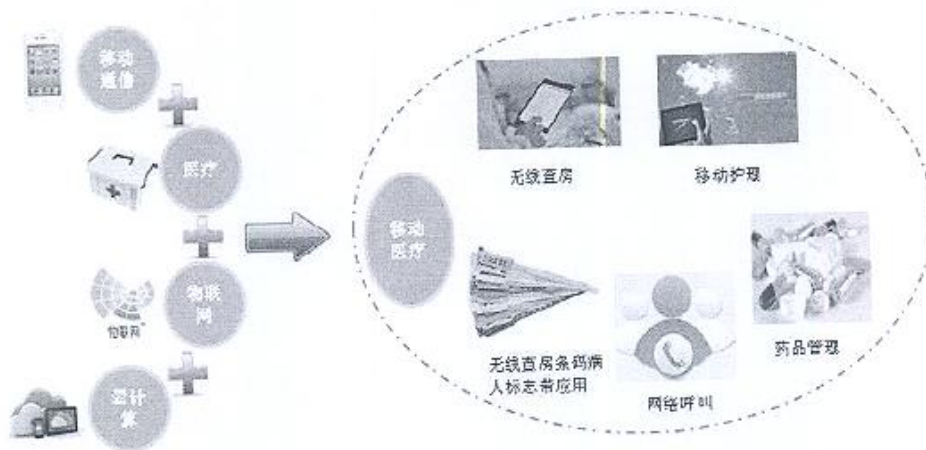 移动
通信
医疗
物联
网
物联网
云计
算
移动
医疗
无线查房
移动护理
无线查房条码病
人标志带应用
网络呼叫
药品管理